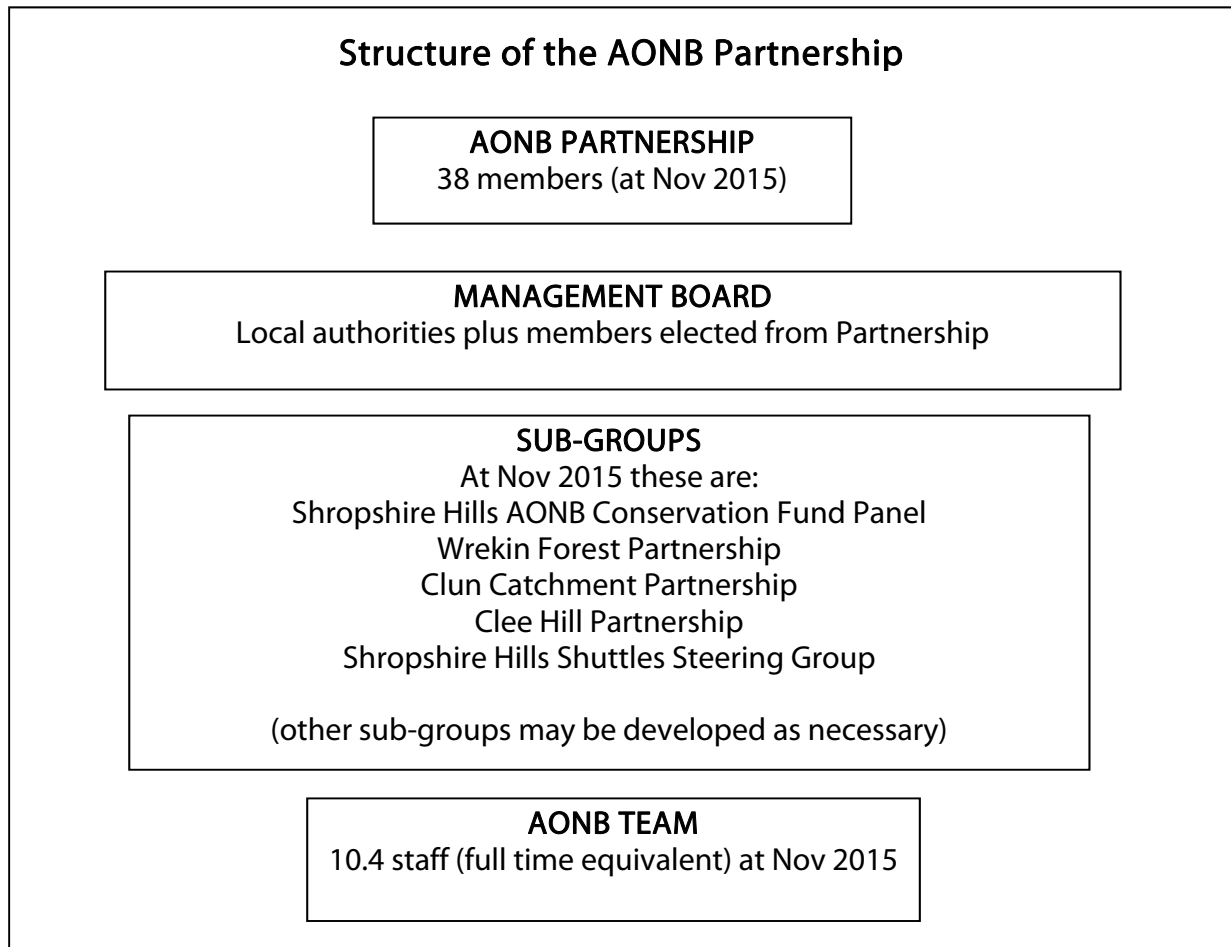 Structure of the AONB Partnership
AONB PARTNERSHIP
38 members (at Nov 2015)
MANAGEMENT BOARD
Local authorities plus members elected from Partnership
SUB-GROUPS
At Nov 2015 these are:
Shropshire Hills AONB Conservation Fund Panel
Wrekin Forest Partnership
Clun Catchment Partnership
Clee Hill Partnership
Shropshire Hills Shuttles Steering Group
(other sub-groups may be developed as necessary)
AONB TEAM
10.4 staff (full time equivalent) at Nov 2015